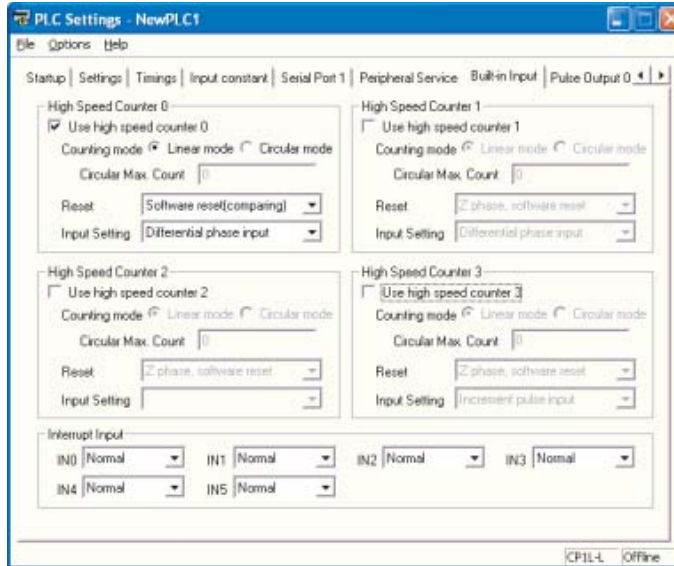 PLC Settings - NewPLC1
File Options Help
Startup Settings Timings Input constant Serial Port 1 Peripheral Service Built-in Input Pulse Output 0
High Speed Counter 0
Use high speed counter 0
Counting mode Linear mode Circular mode
Circular Max. Count 0
Reset Software reset(comparing)
Input Setting Differential phase input
High Speed Counter 1
Use high speed counter 1
Counting mode Linear mode Circular mode
Circular Max. Count 0
Reset Z phase, software reset
Input Setting Differential phase input
High Speed Counter 2
Use high speed counter 2
Counting mode Linear mode Circular mode
Circular Max. Count 0
Reset Z phase, software reset
Input Setting
High Speed Counter 3
Use high speed counter 3
Counting mode Linear mode Circular mode
Circular Max. Count 0
Reset Z phase, software reset
Input Setting Increment pulse input
Interrupt Input
IN0 Normal IN1 Normal IN2 Normal IN3 Normal
IN4 Normal IN5 Normal
CP1L-L Offline